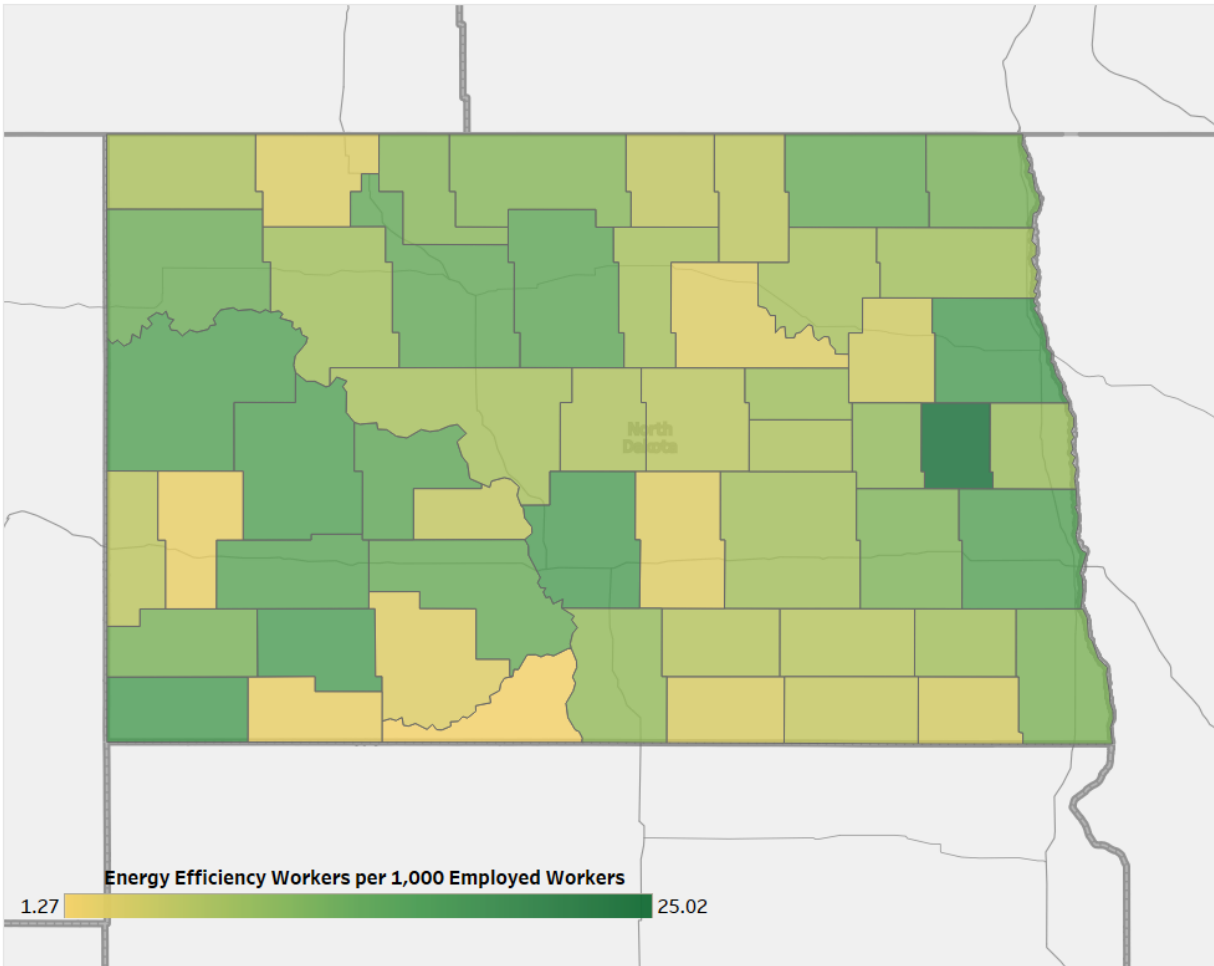 North
Dakota
Energy Efficiency Workers per 1,000 Employed Workers
1.27
25.02